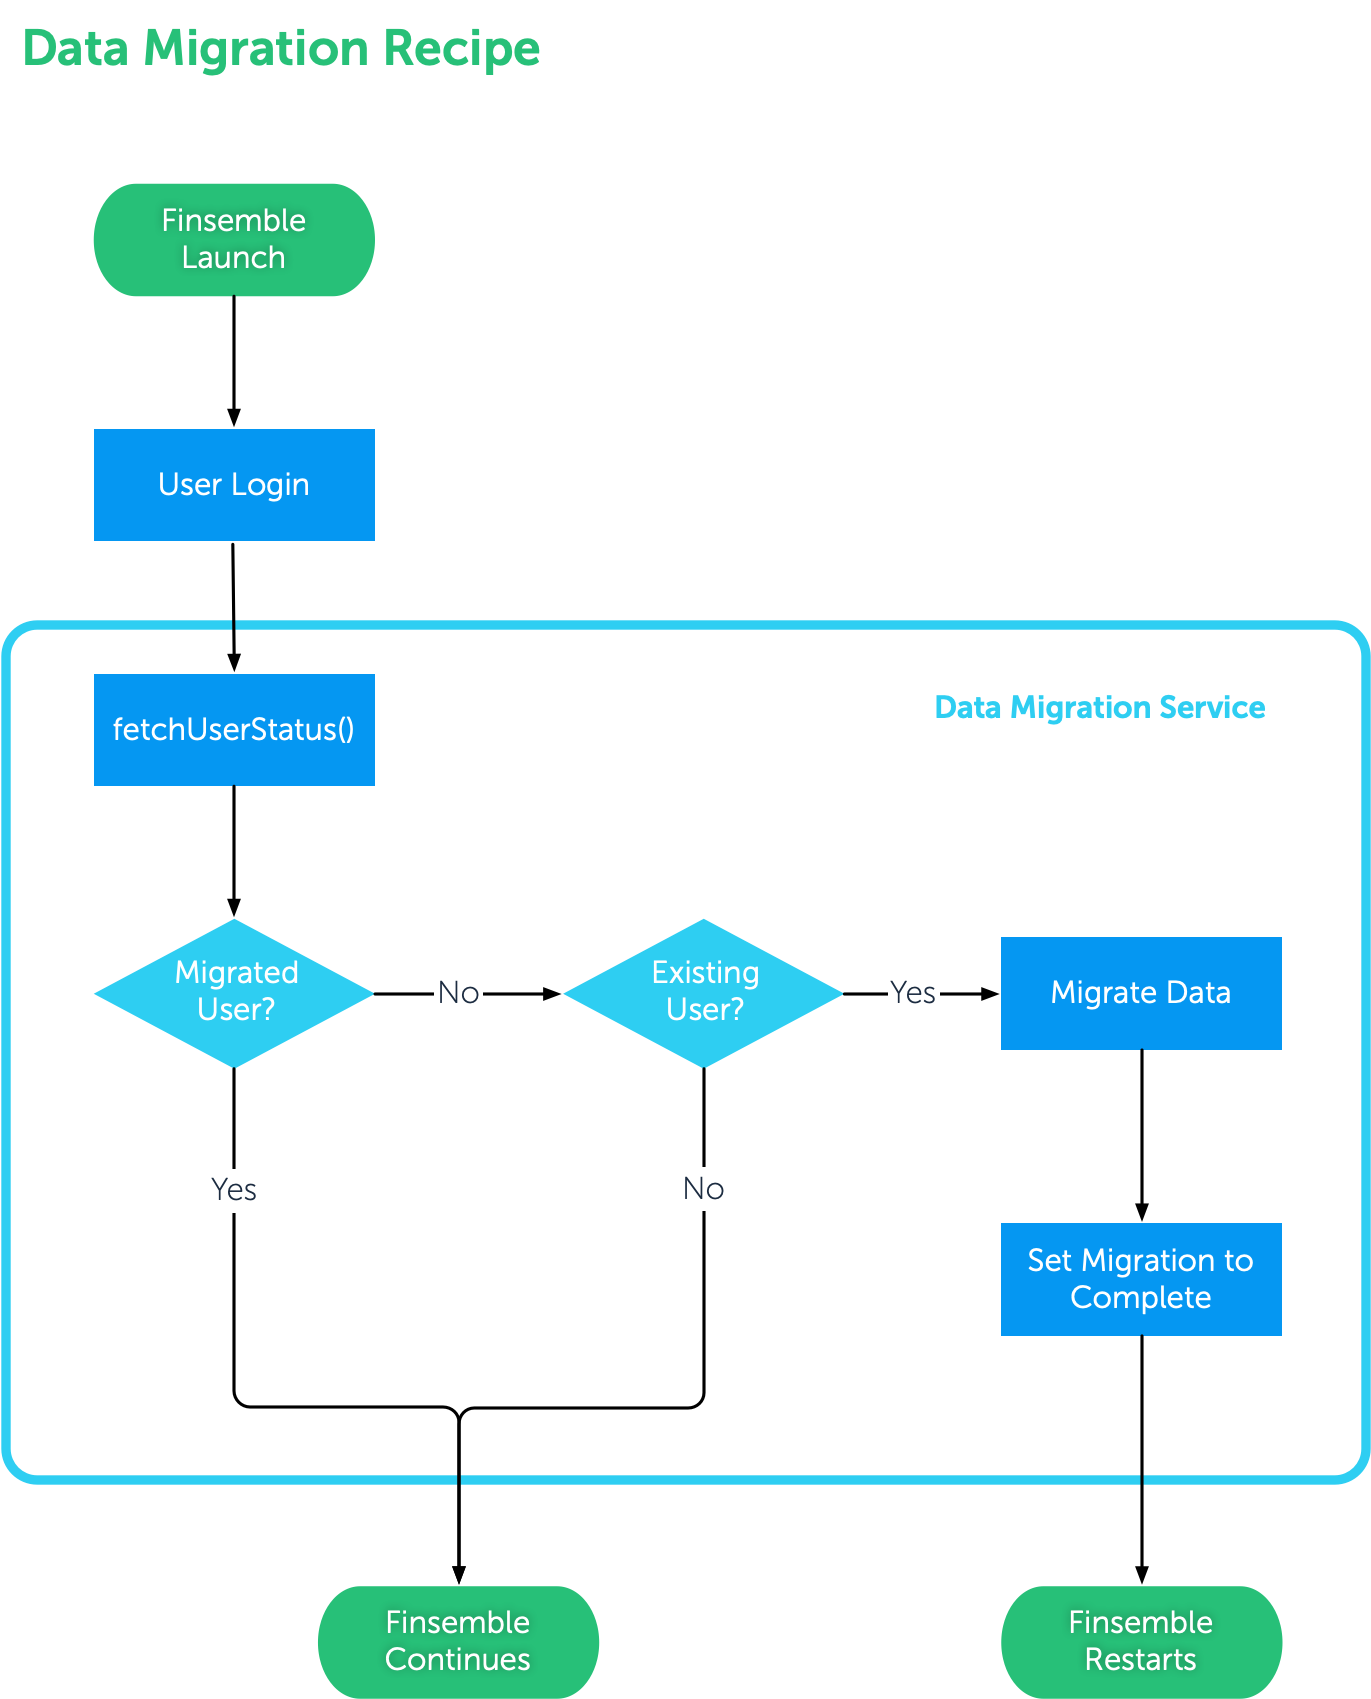 Data Migration Recipe
Finsemble
Launch
User Login
fetchUserStatus()
Data Migration Service
Migrated
User?
No
Existing
User?
Yes
Migrate Data
Yes
No
Set Migration to
Complete
Finsemble
Continues
Finsemble
Restarts